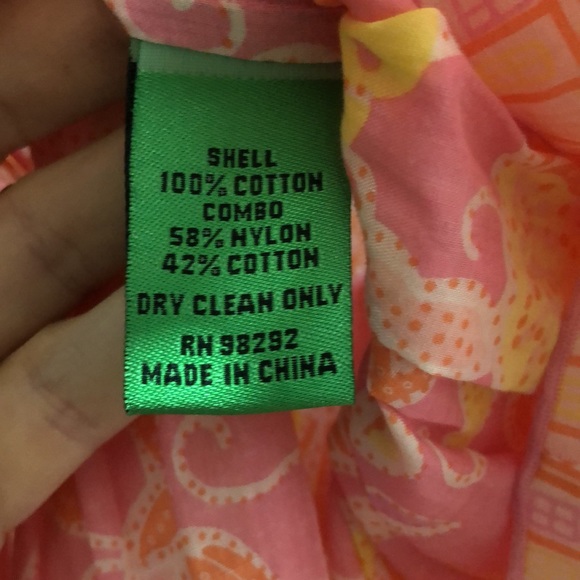 SHELL
100% COTTON
COMBO
58% NYLON
42% COTTON
DRY CLEAN ONLY
RN 98292
MADE IN CHINA